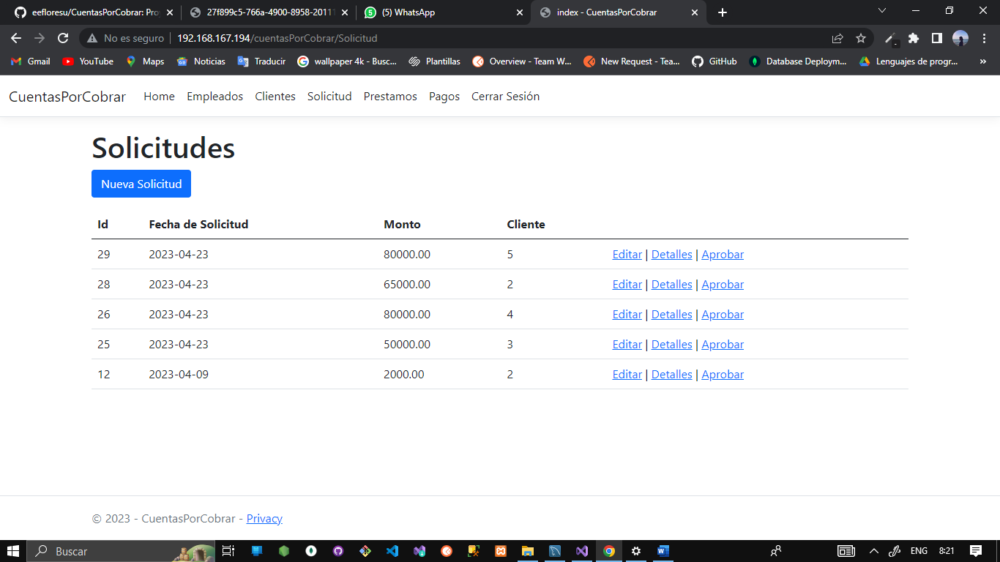 eefloresu/CuentasPorCobrar: Pro
27f899c5-766a-4900-8958-20111
(5) WhatsApp
index - CuentasPorCobrar
No es seguro 192.168.167.194/cuentasPorCobrar/Solicitud
Gmail YouTube Maps Noticias Traducir wallpaper 4k - Busc... Plantillas Overview - Team W... New Request - Tea... GitHub Database Deploym... Lenguajes de progr... »
CuentasPorCobrar Home Empleados Clientes Solicitud Prestamos Pagos Cerrar Sesión
Solicitudes
Nueva Solicitud
Id Fecha de Solicitud Monto Cliente
29 2023-04-23 80000.00 5 Editar | Detalles | Aprobar
28 2023-04-23 65000.00 2 Editar | Detalles | Aprobar
26 2023-04-23 80000.00 4 Editar | Detalles | Aprobar
25 2023-04-23 50000.00 3 Editar | Detalles | Aprobar
12 2023-04-09 2000.00 2 Editar | Detalles | Aprobar
© 2023 - CuentasPorCobrar - Privacy
Buscar ENG 8:21